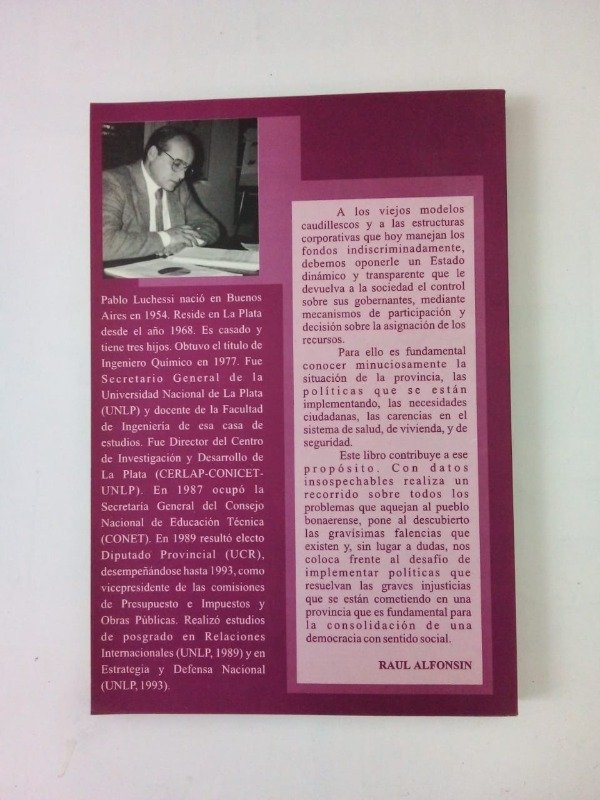 Pablo Luchessi nació en Buenos
Aires en 1954. Reside en La Plata
desde el año 1968. Es casado y
tiene tres hijos. Obtuvo el título de
Ingeniero Químico en 1977. Fue
Secretario General de la
Universidad Nacional de La Plata
(UNLP) y docente de la Facultad
de Ingeniería de esa casa de
estudios. Fue Director del Centro
de Investigación y Desarrollo de
La Plata (CERLAP-CONICET-
UNLP). En 1987 ocupó la
Secretaría General del Consejo
Nacional de Educación Técnica
(CONET). En 1989 resultó electo
Diputado Provincial (UCR),
desempeñándose hasta 1993, como
vicepresidente de las comisiones
de Presupuesto e Impuestos y
Obras Públicas. Realizó estudios
de posgrado en Relaciones
Internacionales (UNLP, 1989) y en
Estrategia y Defensa Nacional
(UNLP, 1993).
A los viejos modelos
caudillescos y a las estructuras
corporativas que hoy manejan los
fondos indiscriminadamente,
debemos oponerle un Estado
dinámico y transparente que le
devuelva a la sociedad el control
sobre sus gobernantes, mediante
mecanismos de participación y
decisión sobre la asignación de los
recursos.
Para ello es fundamental
conocer minuciosamente la
situación de la provincia, las
políticas que se están
implementando, las necesidades
ciudadanas, las carencias en el
sistema de salud, de vivienda, y de
seguridad.
Este libro contribuye a ese
propósito. Con datos
insospechables realiza un
recorrido sobre todos los
problemas que aquejan al pueblo
bonaerense, pone al descubierto
las gravísimas falencias que
existen y, sin lugar a dudas, nos
coloca frente al desafío de
implementar políticas que
resuelvan las graves injusticias
que se están cometiendo en una
provincia que es fundamental para
la consolidación de una
democracia con sentido social.
RAUL ALFONSIN